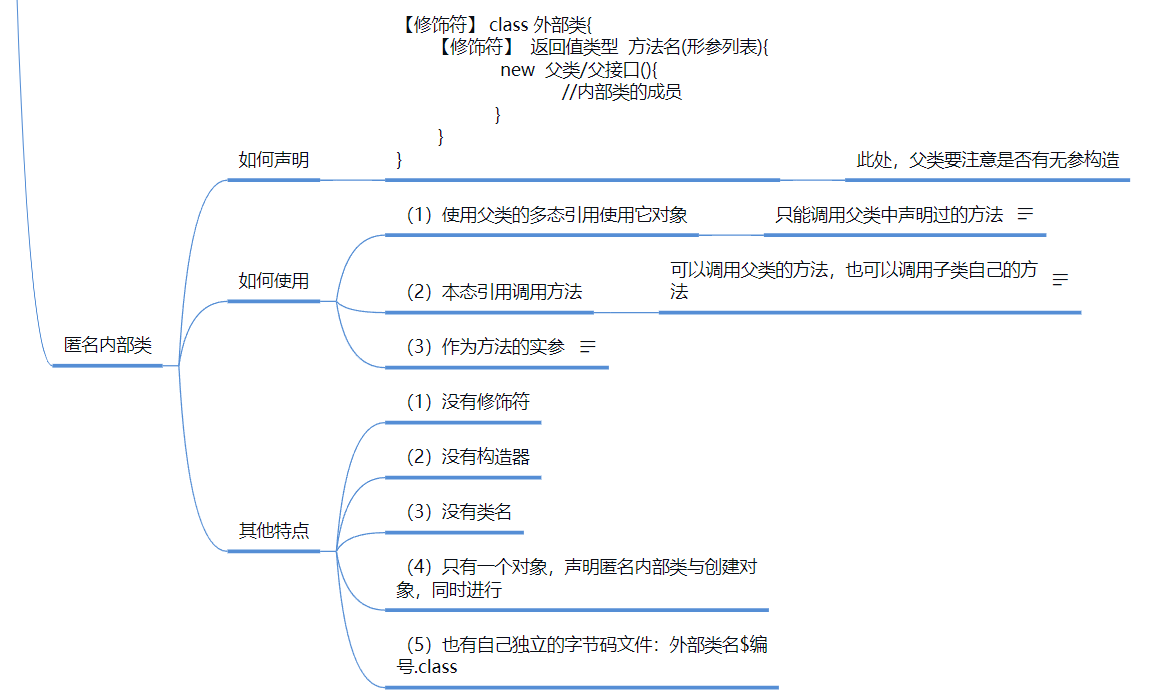 【修饰符】 class 外部类{
【修饰符】 返回值类型 方法名(形参列表){
new 父类/父接口(){
//内部类的成员
}
}
}
如何声明
此处，父类要注意是否有无参构造
（1）使用父类的多态引用使用它对象
只能调用父类中声明过的方法
如何使用
可以调用父类的方法，也可以调用子类自己的方
法
（2）本态引用调用方法
（3）作为方法的实参
匿名内部类
（1）没有修饰符
（2）没有构造器
（3）没有类名
其他特点
（4）只有一个对象，声明匿名内部类与创建对
象，同时进行
（5）也有自己独立的字节码文件：外部类名$编
号.class